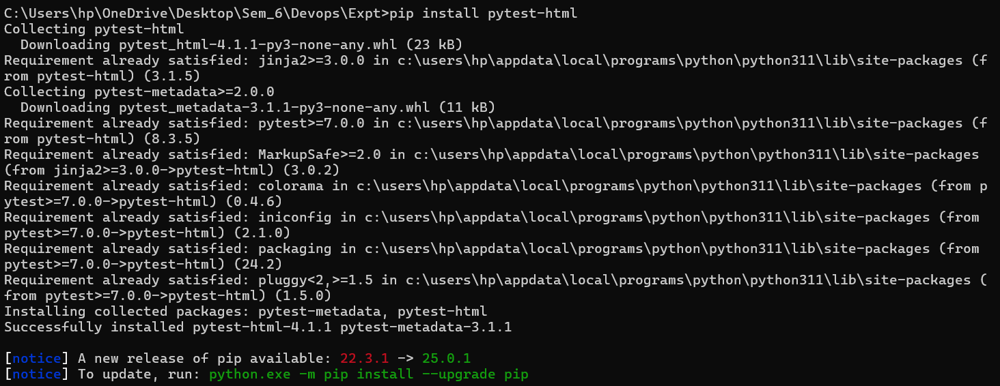 C:\Users\hp\OneDrive\Desktop\Sem_6\Devops\Expt>pip install pytest-html
Collecting pytest-html
  Downloading pytest_html-4.1.1-py3-none-any.whl (23 kB)
Requirement already satisfied: jinja2>=3.0.0 in c:\users\hp\appdata\local\programs\python\python311\lib\site-packages (f
rom pytest-html) (3.1.5)
Collecting pytest-metadata>=2.0.0
  Downloading pytest_metadata-3.1.1-py3-none-any.whl (11 kB)
Requirement already satisfied: pytest>=7.0.0 in c:\users\hp\appdata\local\programs\python\python311\lib\site-packages (f
rom pytest-html) (8.3.5)
Requirement already satisfied: MarkupSafe>=2.0 in c:\users\hp\appdata\local\programs\python\python311\lib\site-packages
(from jinja2>=3.0.0->pytest-html) (3.0.2)
Requirement already satisfied: colorama in c:\users\hp\appdata\local\programs\python\python311\lib\site-packages (from p
ytest>=7.0.0->pytest-html) (0.4.6)
Requirement already satisfied: iniconfig in c:\users\hp\appdata\local\programs\python\python311\lib\site-packages (from
pytest>=7.0.0->pytest-html) (2.1.0)
Requirement already satisfied: packaging in c:\users\hp\appdata\local\programs\python\python311\lib\site-packages (from
pytest>=7.0.0->pytest-html) (24.2)
Requirement already satisfied: pluggy<2,>=1.5 in c:\users\hp\appdata\local\programs\python\python311\lib\site-packages (
from pytest>=7.0.0->pytest-html) (1.5.0)
Installing collected packages: pytest-metadata, pytest-html
Successfully installed pytest-html-4.1.1 pytest-metadata-3.1.1

[notice] A new release of pip available: 22.3.1 -> 25.0.1
[notice] To update, run: python.exe -m pip install --upgrade pip